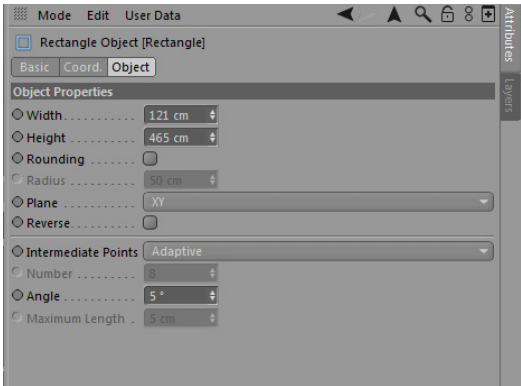 Mode Edit User Data
Rectangle Object [Rectangle]
Basic Coord. Object
Object Properties
Width 121 cm
Height 465 cm
Rounding
Radius 50 cm
Plane XY
Reverse
Intermediate Points Adaptive
Number 8
Angle 5 °
Maximum Length 5 cm
Attributes
Layers